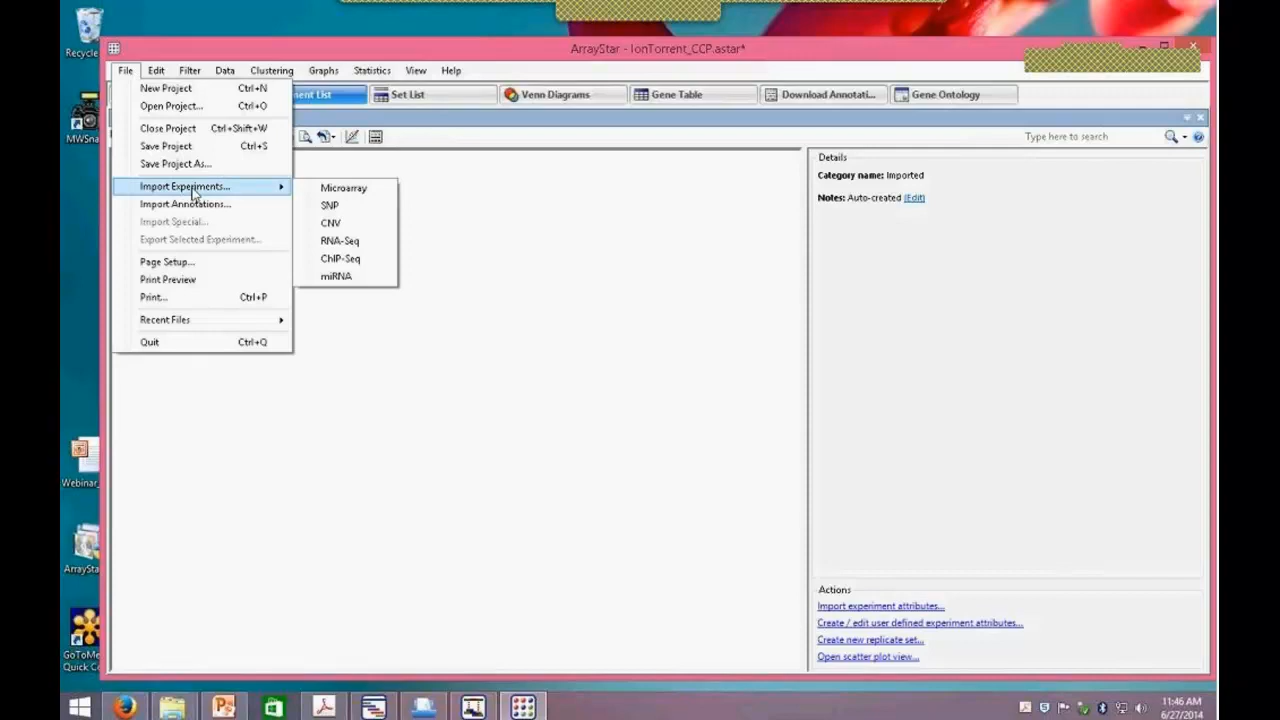 Recycle
ArrayStar - IonTorrent_CCP.astar*
File Edit Filter Data Clustering Graphs Statistics View Help
New Project Ctrl+N
Open Project... Ctrl+O
Close Project Ctrl+Shift+W
Save Project Ctrl+S
Save Project As...
Import Experiments...
Import Annotations...
Import Special...
Export Selected Experiment...
Page Setup...
Print Preview
Print... Ctrl+P
Recent Files
Quit Ctrl+Q
Microarray
SNP
CNV
RNA-Seq
ChIP-Seq
miRNA
ment List Set List Venn Diagrams Gene Table Download Annotati... Gene Ontology
Type here to search
Details
Category name: Imported
Notes: Auto-created (Edit)
Actions
Import experiment attributes...
Create / edit user defined experiment attributes...
Create new replicate set...
Open scatter plot view...
MWSna
Webinar_
ArraySta
GoToMe
Quick Co
11:46 AM
6/27/2014